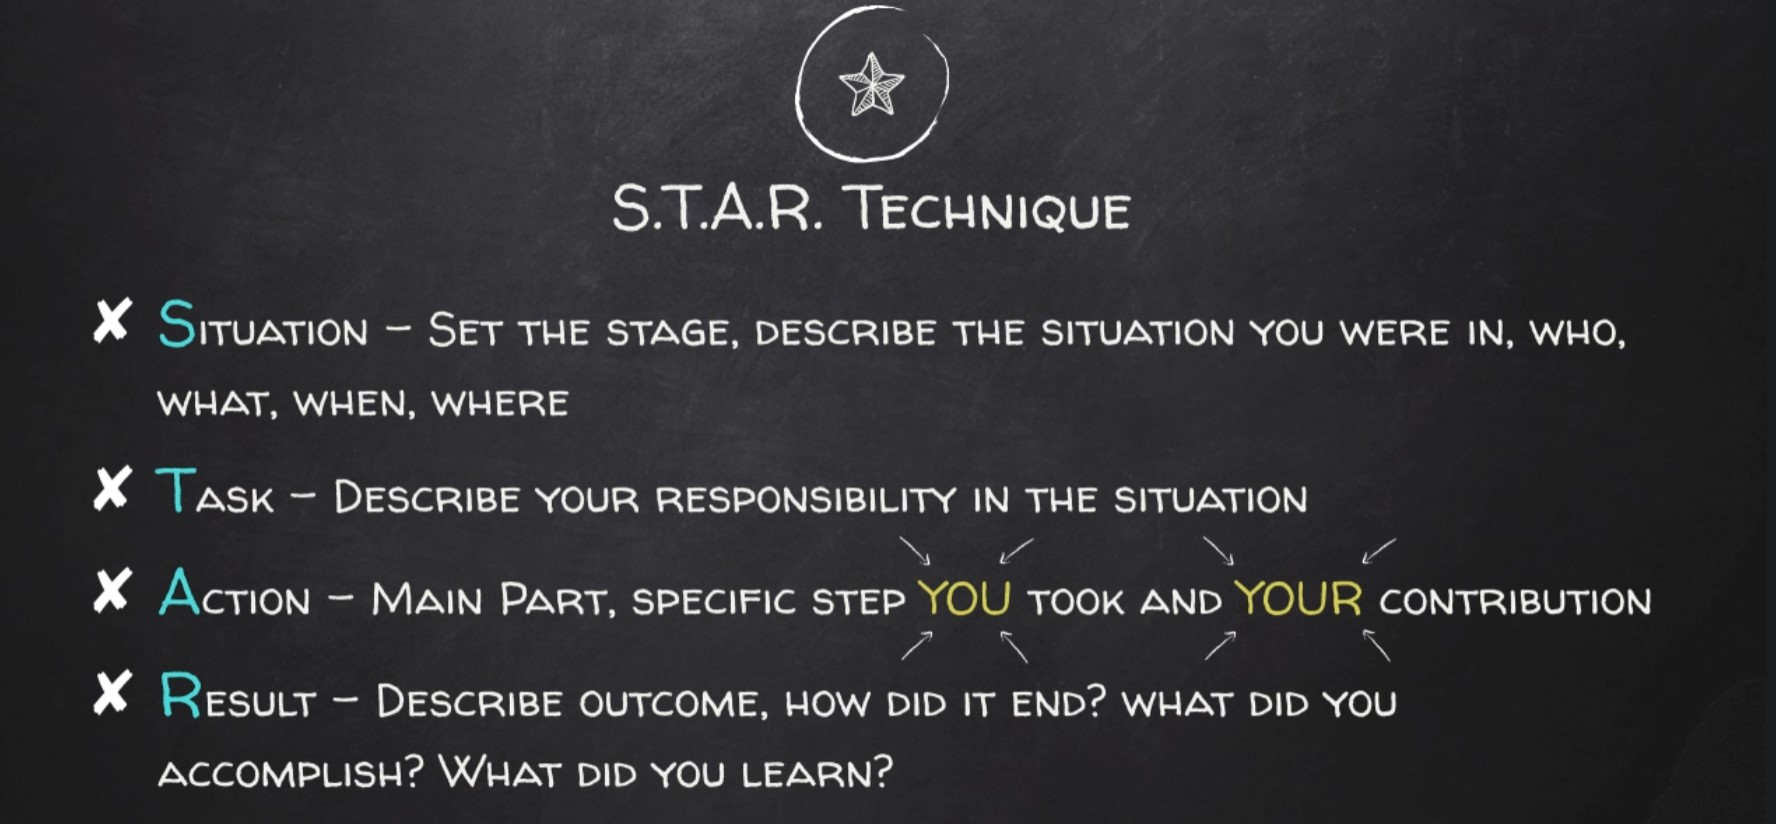 S.T.A.R. Technique
Situation – Set the stage, describe the situation you were in, who,
what, when, where
Task – Describe your responsibility in the situation
Action – Main Part, specific step YOU took and YOUR contribution
Result – Describe outcome, how did it end? what did you
accomplish? What did you learn?